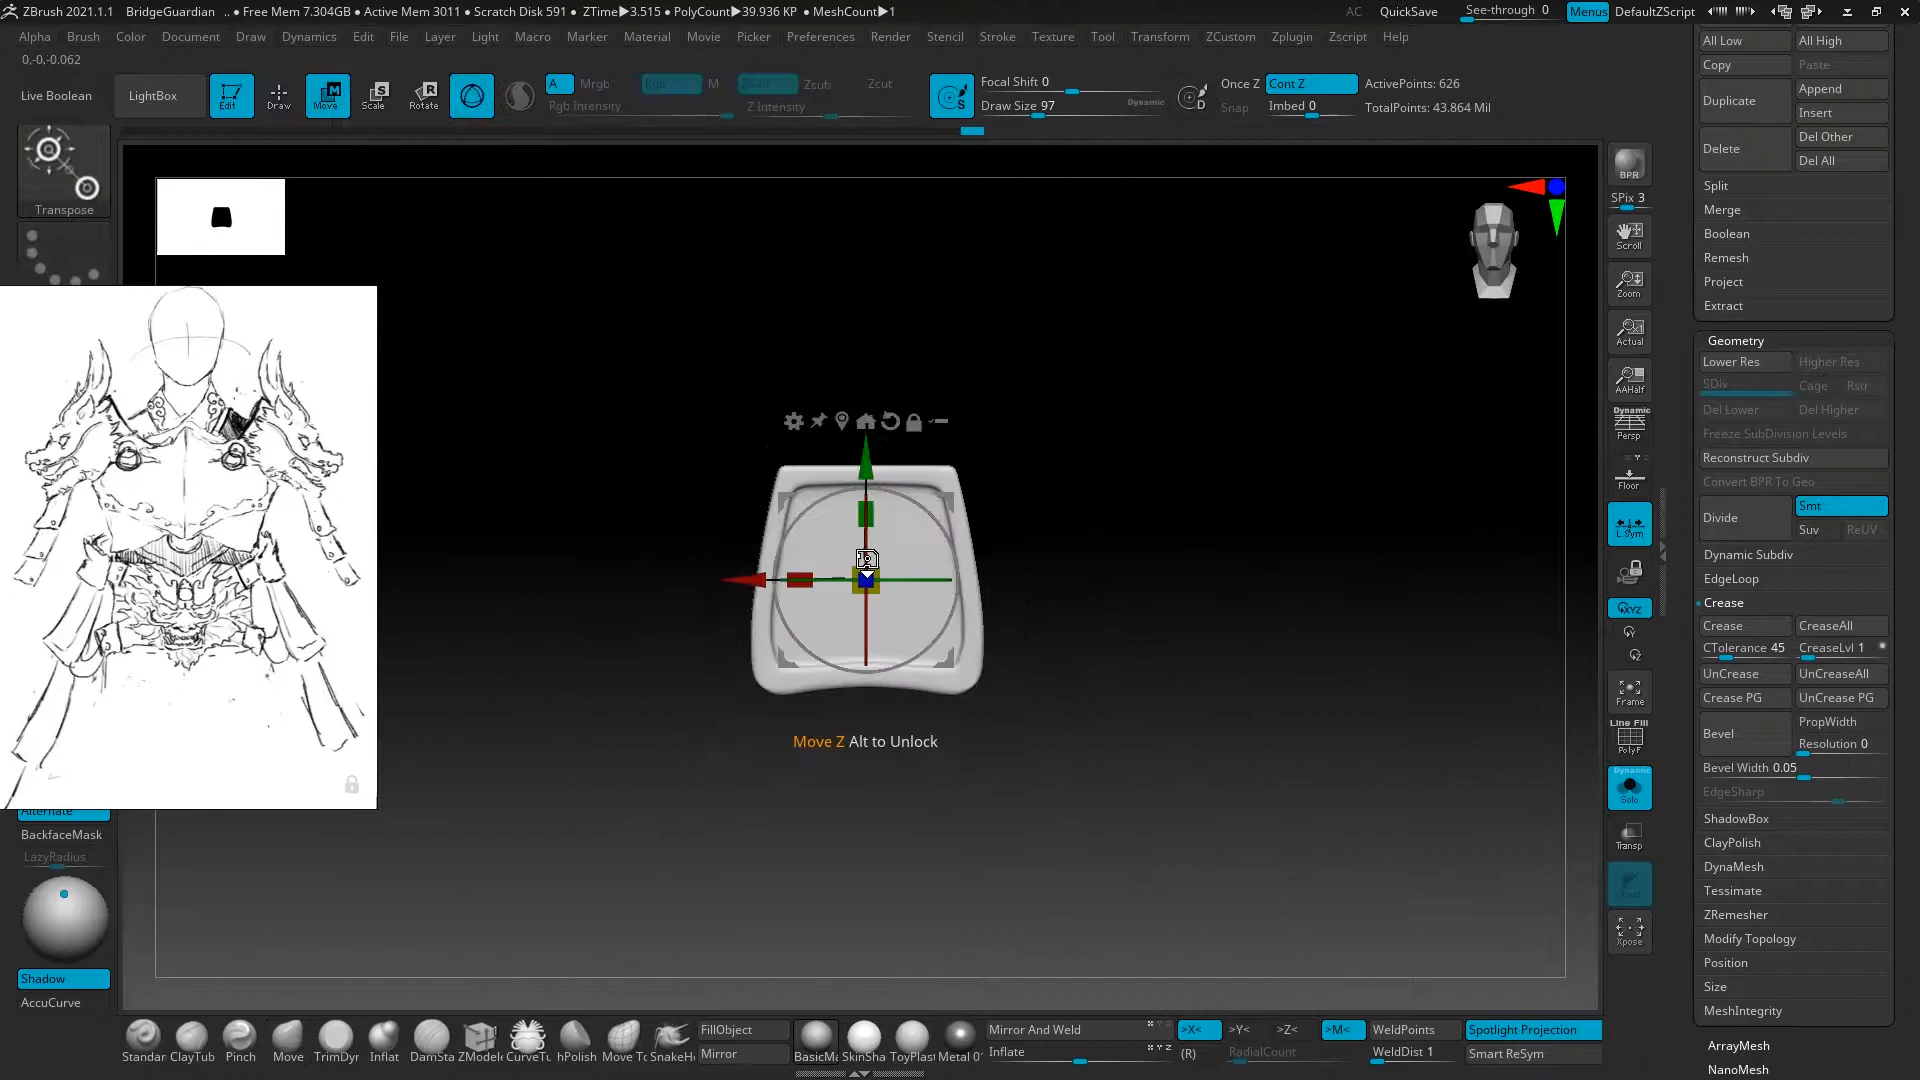 ZBrush 2021.1.1 BridgeGuardian .. • Free Mem 7.304GB • Active Mem 3011 • Scratch Disk 591 • ZTime▶3.515 • PolyCount▶39.936 KP • MeshCount▶1
AC QuickSave See-through 0 Menus DefaultZScript
Alpha Brush Color Document Draw Dynamics Edit File Layer Light Macro Marker Material Movie Picker Preferences Render Stencil Stroke Texture Tool Transform ZCustom Zplugin Zscript Help
0,-0,-0.062
Live Boolean
LightBox
Edit
Draw
Move
Scale
Rotate
A Mrgb M Zcut
Rgb Intensity Z Intensity
Focal Shift 0
Draw Size 97 Dynamic
Once Z Cont Z
Snap Imbed 0
ActivePoints: 626
TotalPoints: 43.864 Mil
Transpose
Alternate
BackfaceMask
LazyRadius
Shadow
AccuCurve
Move Z Alt to Unlock
BPR
SPix 3
Scroll
Zoom
Actual
AAHalf
Dynamic
Persp
Floor
L.Sym
XYZ
Frame
Line Fill
PolyF
Dynamic
Solo
Transp
Xpose
All Low All High
Copy Paste
Duplicate Append
Insert
Delete Del Other
Del All
Split
Merge
Boolean
Remesh
Project
Extract
Geometry
Lower Res Higher Res
SDiv Cage Rstr
Del Lower Del Higher
Freeze SubDivision Levels
Reconstruct Subdiv
Convert BPR To Geo
Divide Smt
Suv ReUV
Dynamic Subdiv
EdgeLoop
Crease
Crease CreaseAll
CTolerance 45 CreaseLvl 1
UnCrease UnCreaseAll
Crease PG UnCrease PG
Bevel PropWidth
Resolution 0
Bevel Width 0.05
EdgeSharp
ShadowBox
ClayPolish
DynaMesh
Tessimate
ZRemesher
Modify Topology
Position
Size
MeshIntegrity
ArrayMesh
NanoMesh
Standar ClayTub Pinch Move TrimDyr Inflat DamSta ZModele CurveTu hPolish Move To SnakeHo
FillObject
Mirror
BasicMa SkinSha ToyPlast Metal 0
Mirror And Weld >X< >Y< >Z< >M< WeldPoints Spotlight Projection
Inflate (R) RadialCount WeldDist 1 Smart ReSym